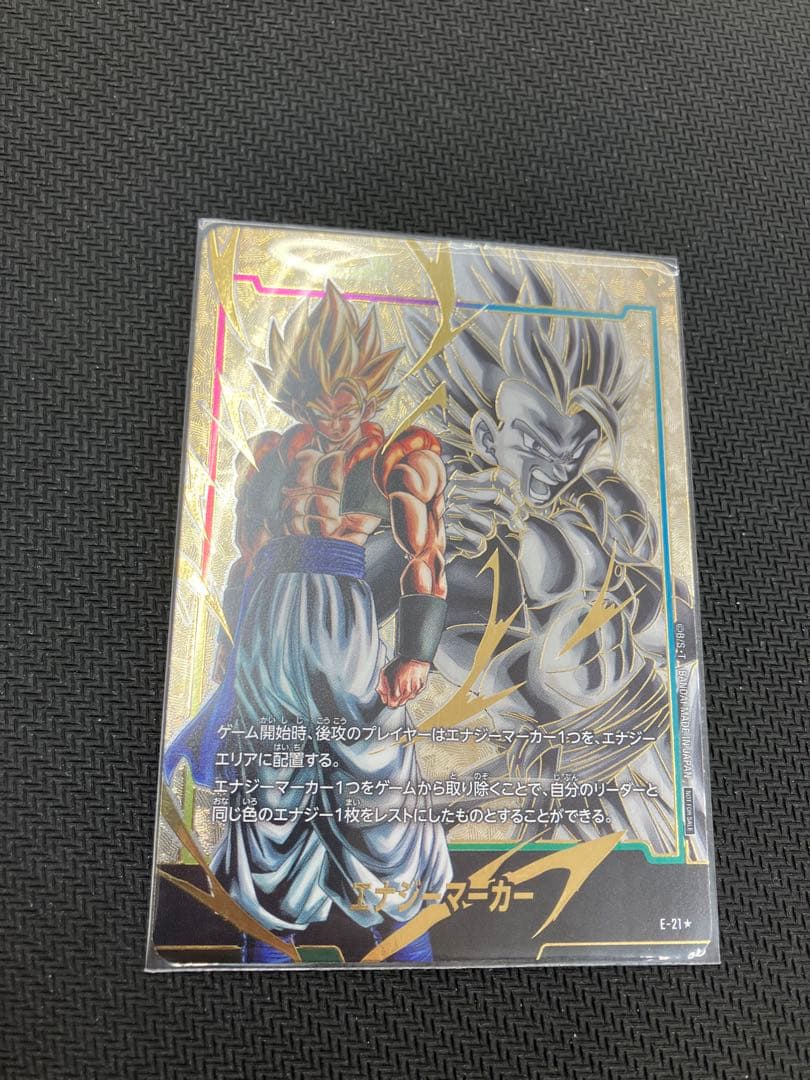 ゲーム開始時、後攻のプレイヤーはエナジーマーカー1つを、エナジー
エリアに配置する。
エナジーマーカー1つをゲームから取り除くことで、自分のリーダーと
同じ色のエナジー1枚をレストにしたものとすることができる。
エナジーマーカー
E-21★
©B/S・T,A BANDAI MADE IN JAPAN
NOT FOR SALE